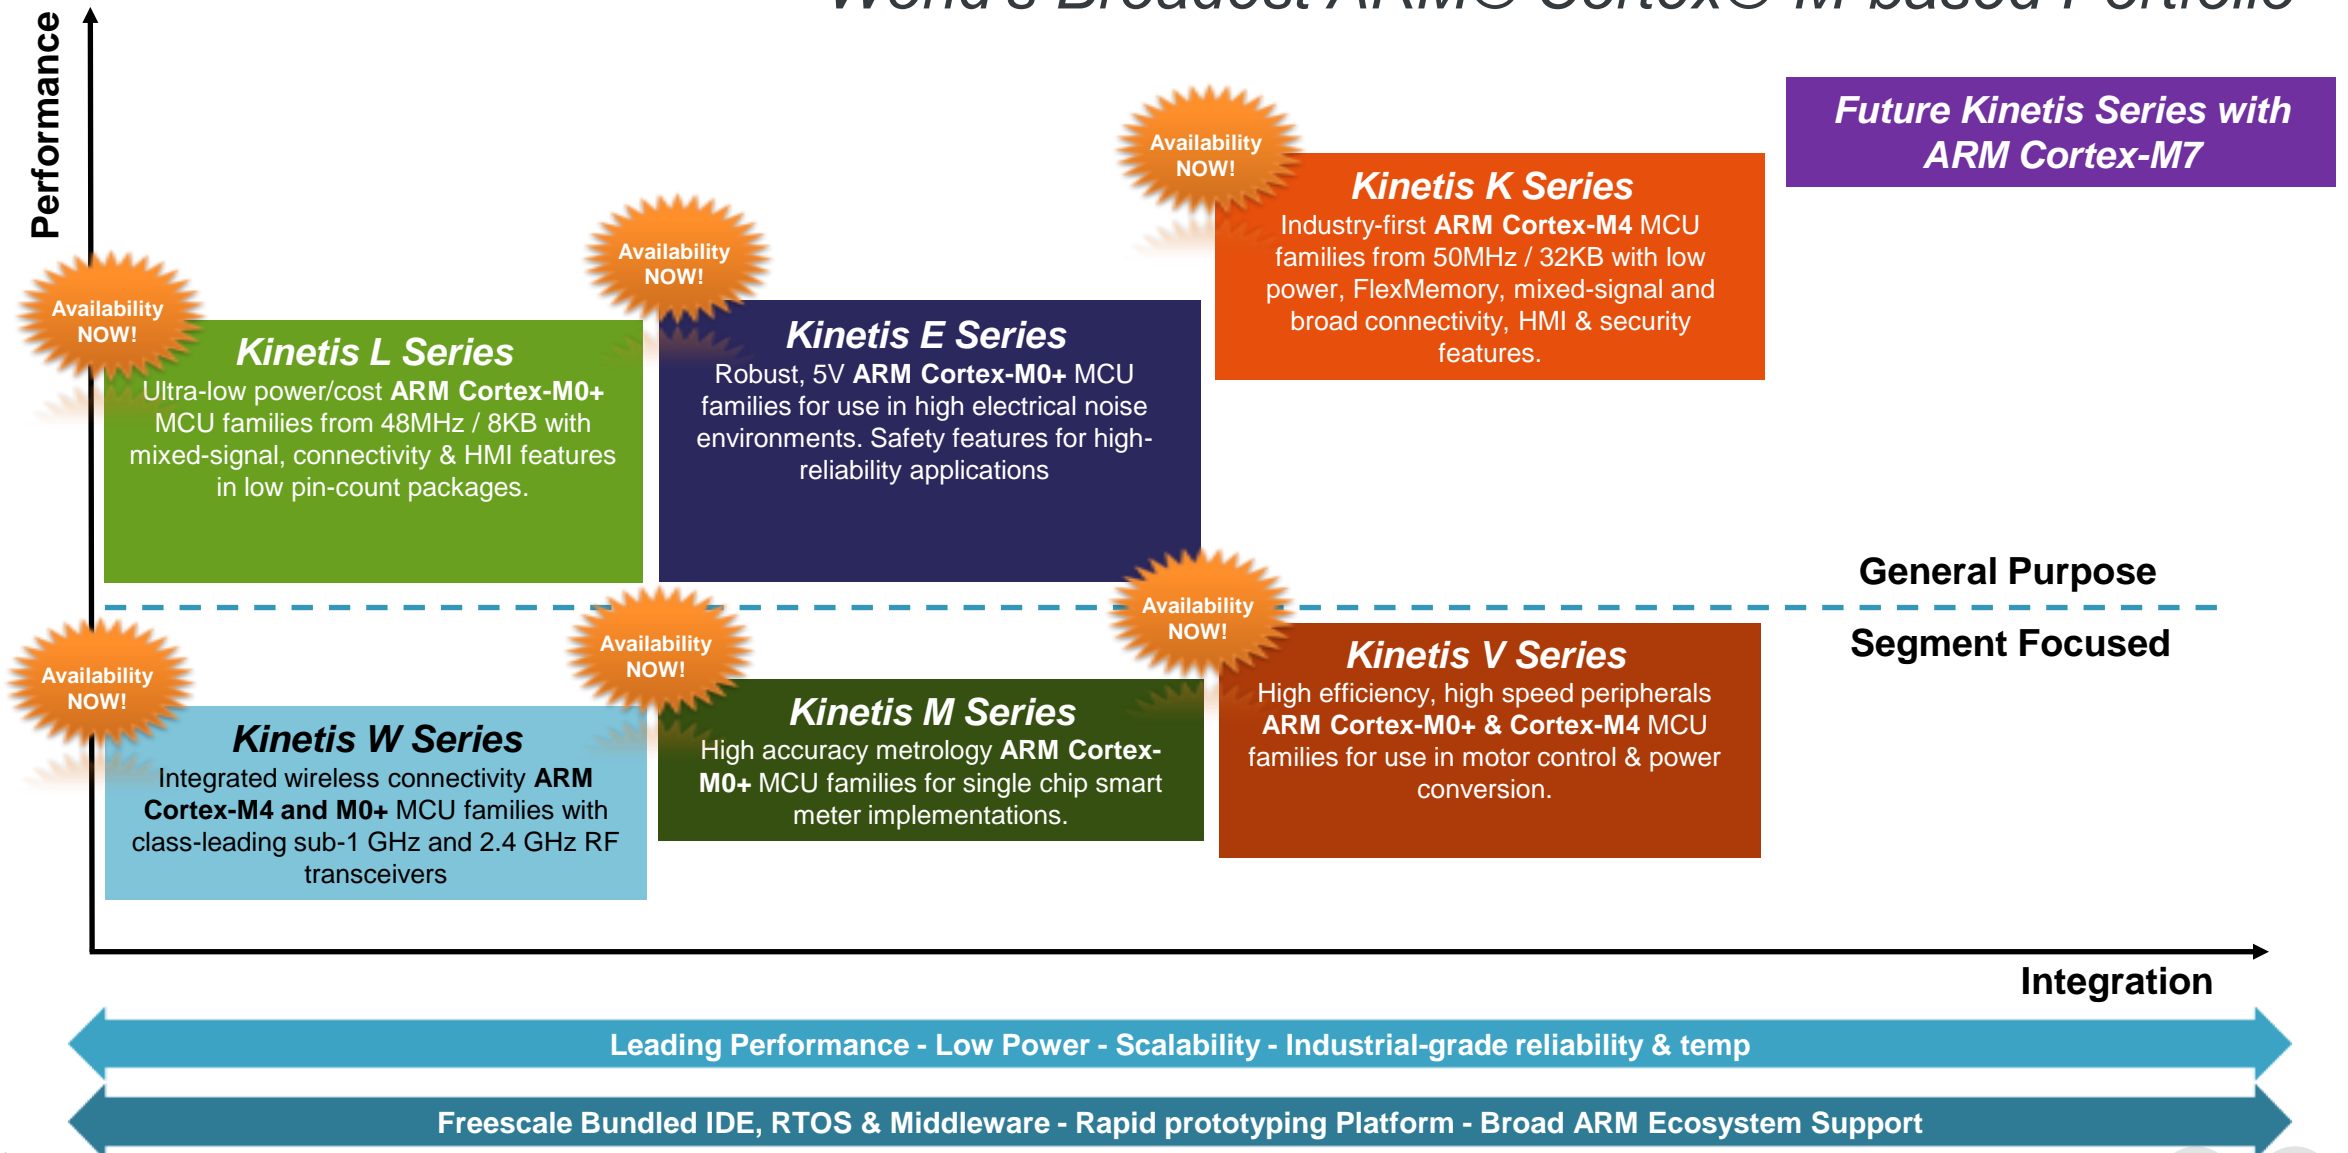 World's Broadest ARM® Cortex®-M based Portfolio
Performance
Future Kinetis Series with
ARM Cortex-M7
Availability
NOW!
Kinetis K Series
Industry-first ARM Cortex-M4 MCU
families from 50MHz / 32KB with low
power, FlexMemory, mixed-signal and
broad connectivity, HMI & security
features.
Availability
NOW!
Kinetis E Series
Robust, 5V ARM Cortex-M0+ MCU
families for use in high electrical noise
environments. Safety features for high-
reliability applications
Availability
NOW!
Kinetis L Series
Ultra-low power/cost ARM Cortex-M0+
MCU families from 48MHz / 8KB with
mixed-signal, connectivity & HMI features
in low pin-count packages.
General Purpose
Segment Focused
Availability
NOW!
Kinetis W Series
Integrated wireless connectivity ARM
Cortex-M4 and M0+ MCU families with
class-leading sub-1 GHz and 2.4 GHz RF
transceivers
Availability
NOW!
Kinetis M Series
High accuracy metrology ARM Cortex-
M0+ MCU families for single chip smart
meter implementations.
Availability
NOW!
Kinetis V Series
High efficiency, high speed peripherals
ARM Cortex-M0+ & Cortex-M4 MCU
families for use in motor control & power
conversion.
Integration
Leading Performance - Low Power - Scalability - Industrial-grade reliability & temp
Freescale Bundled IDE, RTOS & Middleware - Rapid prototyping Platform - Broad ARM Ecosystem Support